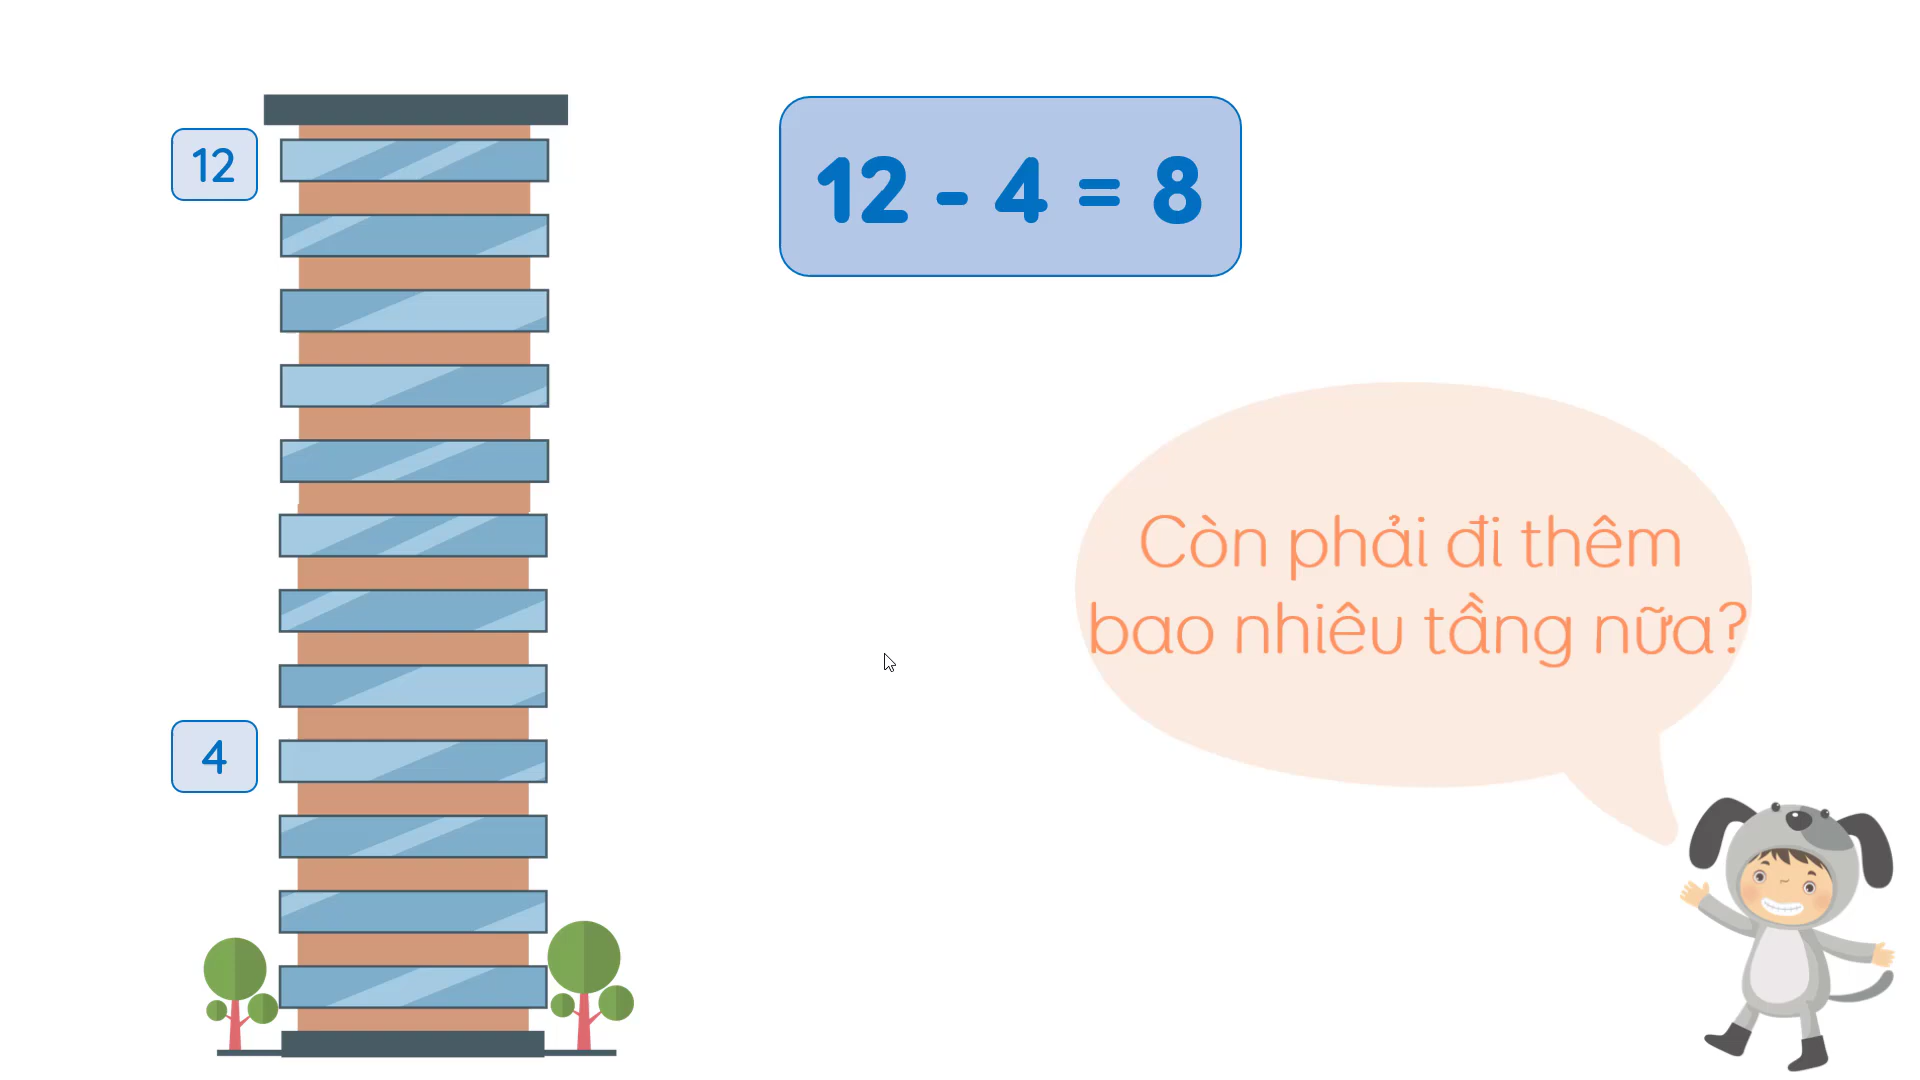 12
12 - 4 = 8
Còn phải đi thêm
bao nhiêu tầng nữa?
4